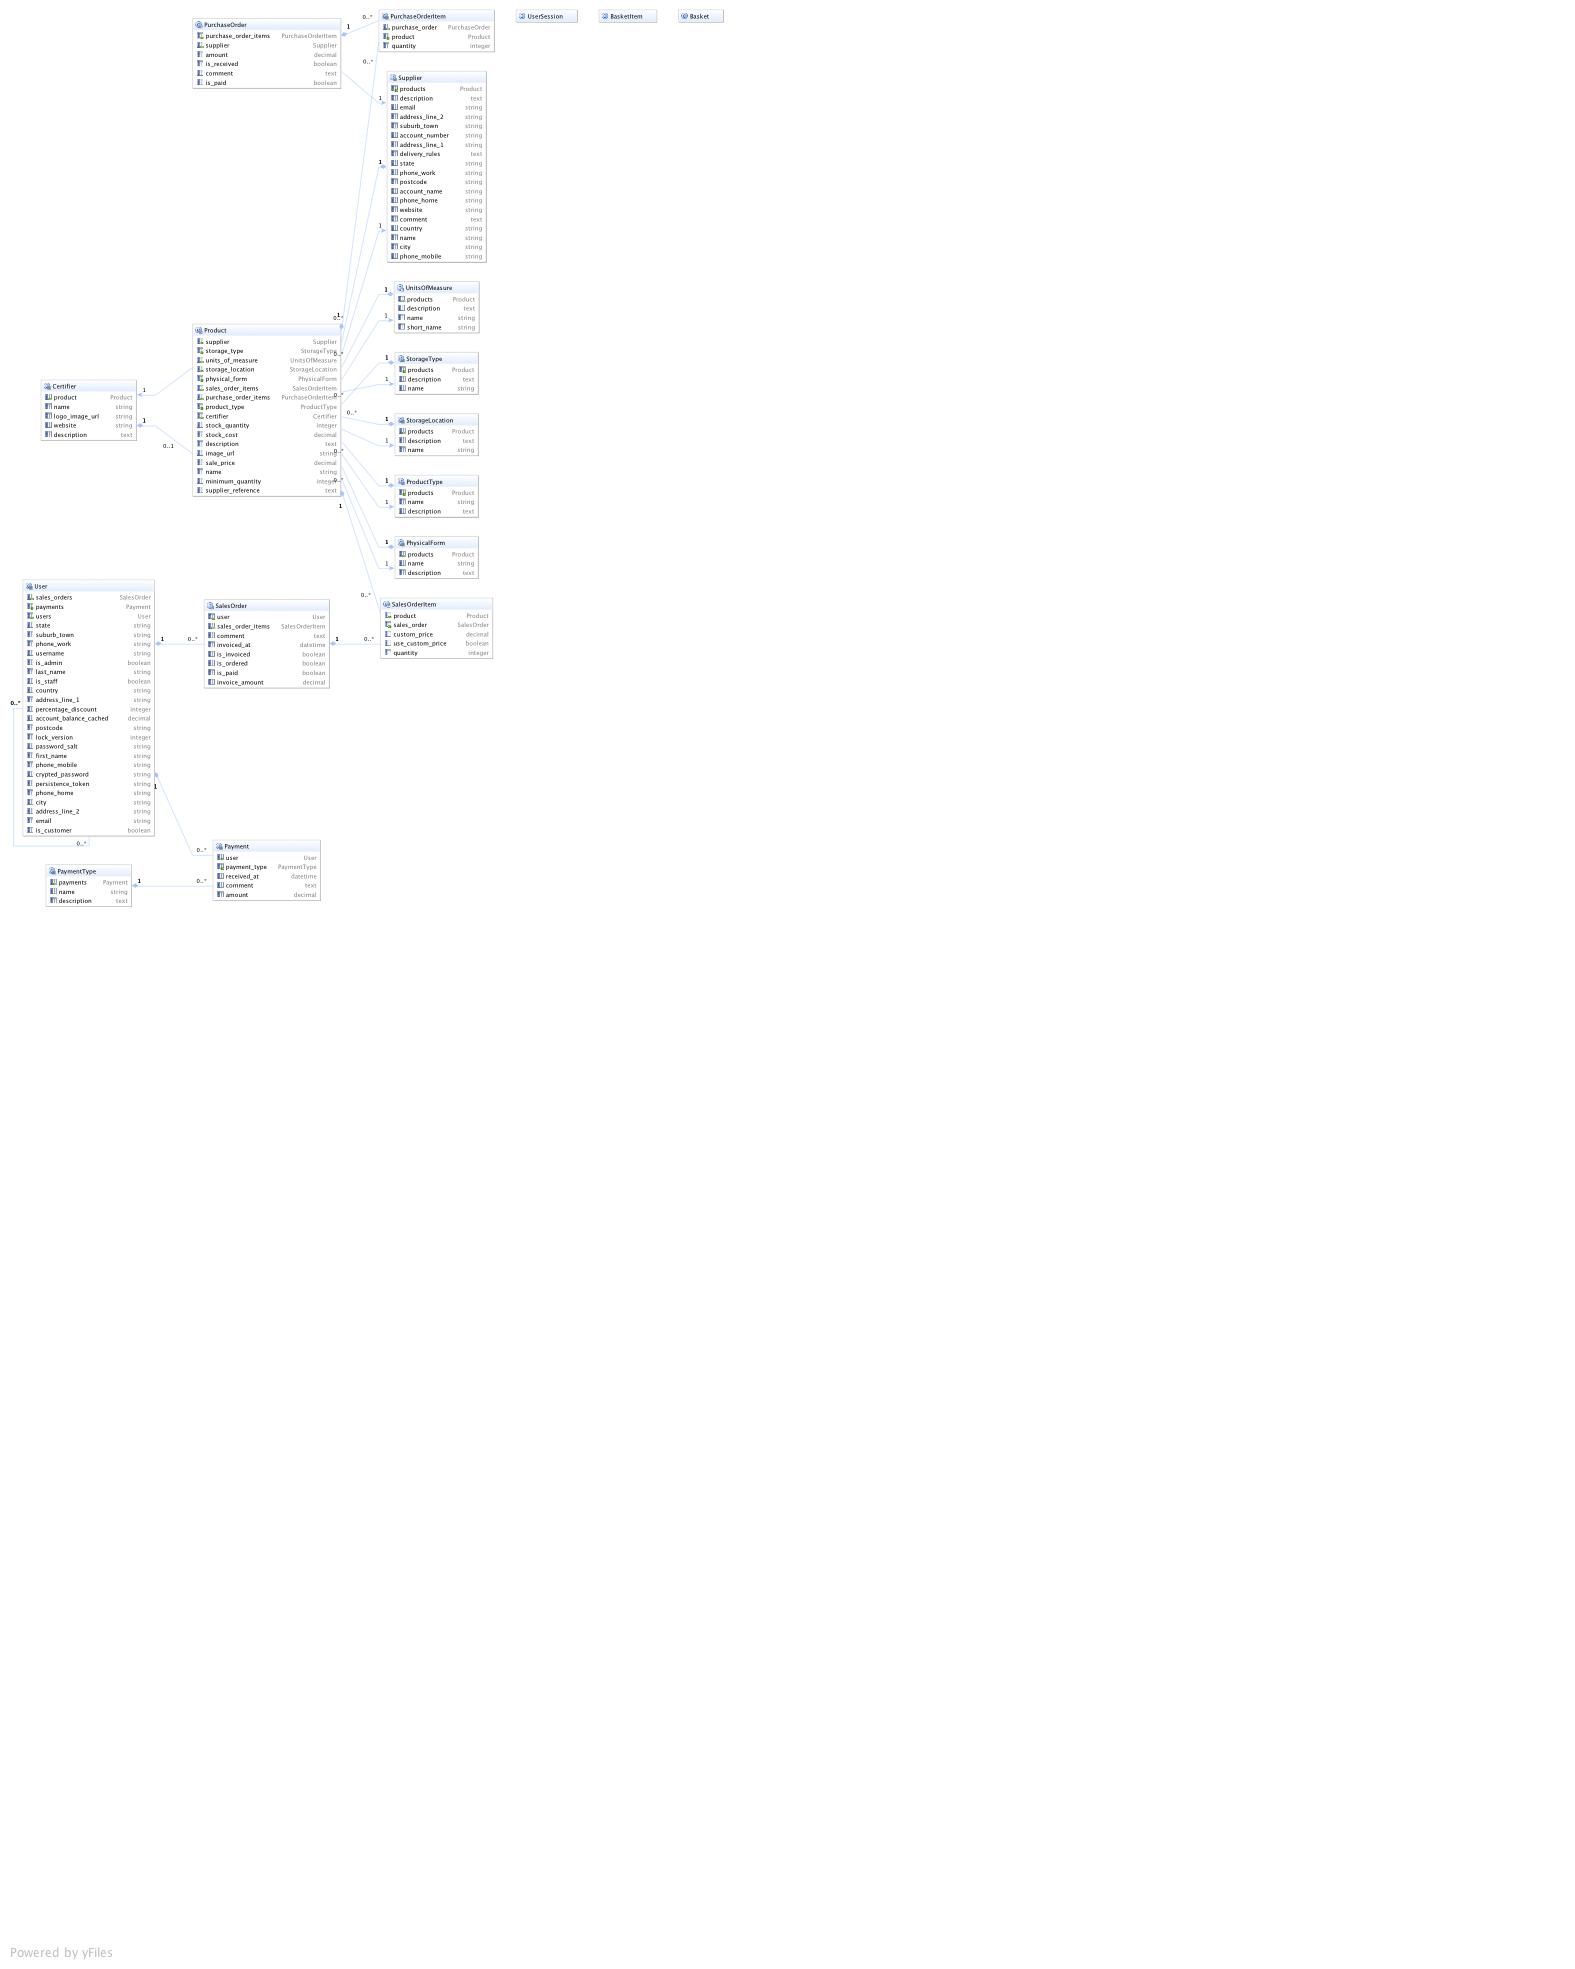 PurchaseOrder
purchase_order_items PurchaseOrderItem
supplier Supplier
amount decimal
is_received boolean
comment text
is_paid boolean
1
0..*
PurchaseOrderItem
purchase_order PurchaseOrder
product Product
quantity integer
UserSession
BasketItem
Basket
0..*
1
Supplier
products Product
description text
email string
address_line_2 string
suburb_town string
account_number string
address_line_1 string
delivery_rules text
state string
phone_work string
postcode string
account_name string
phone_home string
website string
comment text
country string
name string
city string
phone_mobile string
1
1
1
UnitsOfMeasure
products Product
description text
name string
short_name string
1
1
0..*
Product
supplier Supplier
storage_type StorageType
units_of_measure UnitsOfMeasure
storage_location StorageLocation
physical_form PhysicalForm
sales_order_items SalesOrderItem
purchase_order_items PurchaseOrderItem
product_type ProductType
certifier Certifier
stock_quantity integer
stock_cost decimal
description text
image_url string
sale_price decimal
name string
minimum_quantity integer
supplier_reference text
0..*
0..*
0..*
0..*
0..*
1
StorageType
products Product
description text
name string
1
1
Certifier
product Product
name string
logo_image_url string
website string
description text
1
1
0..1
StorageLocation
products Product
description text
name string
1
1
ProductType
products Product
name string
description text
1
1
PhysicalForm
products Product
name string
description text
1
1
0..*
SalesOrderItem
product Product
sales_order SalesOrder
custom_price decimal
use_custom_price boolean
quantity integer
User
sales_orders SalesOrder
payments Payment
users User
state string
suburb_town string
phone_work string
username string
is_admin boolean
last_name string
is_staff boolean
country string
address_line_1 string
percentage_discount integer
account_balance_cached decimal
postcode string
lock_version integer
password_salt string
first_name string
phone_mobile string
crypted_password string
persistence_token string
phone_home string
city string
address_line_2 string
email string
is_customer boolean
0..*
0..*
1
0..*
SalesOrder
user User
sales_order_items SalesOrderItem
comment text
invoiced_at datetime
is_invoiced boolean
is_ordered boolean
is_paid boolean
invoice_amount decimal
1
0..*
1
0..*
Payment
user User
payment_type PaymentType
received_at datetime
comment text
amount decimal
PaymentType
payments Payment
name string
description text
1
0..*
Powered by yFiles